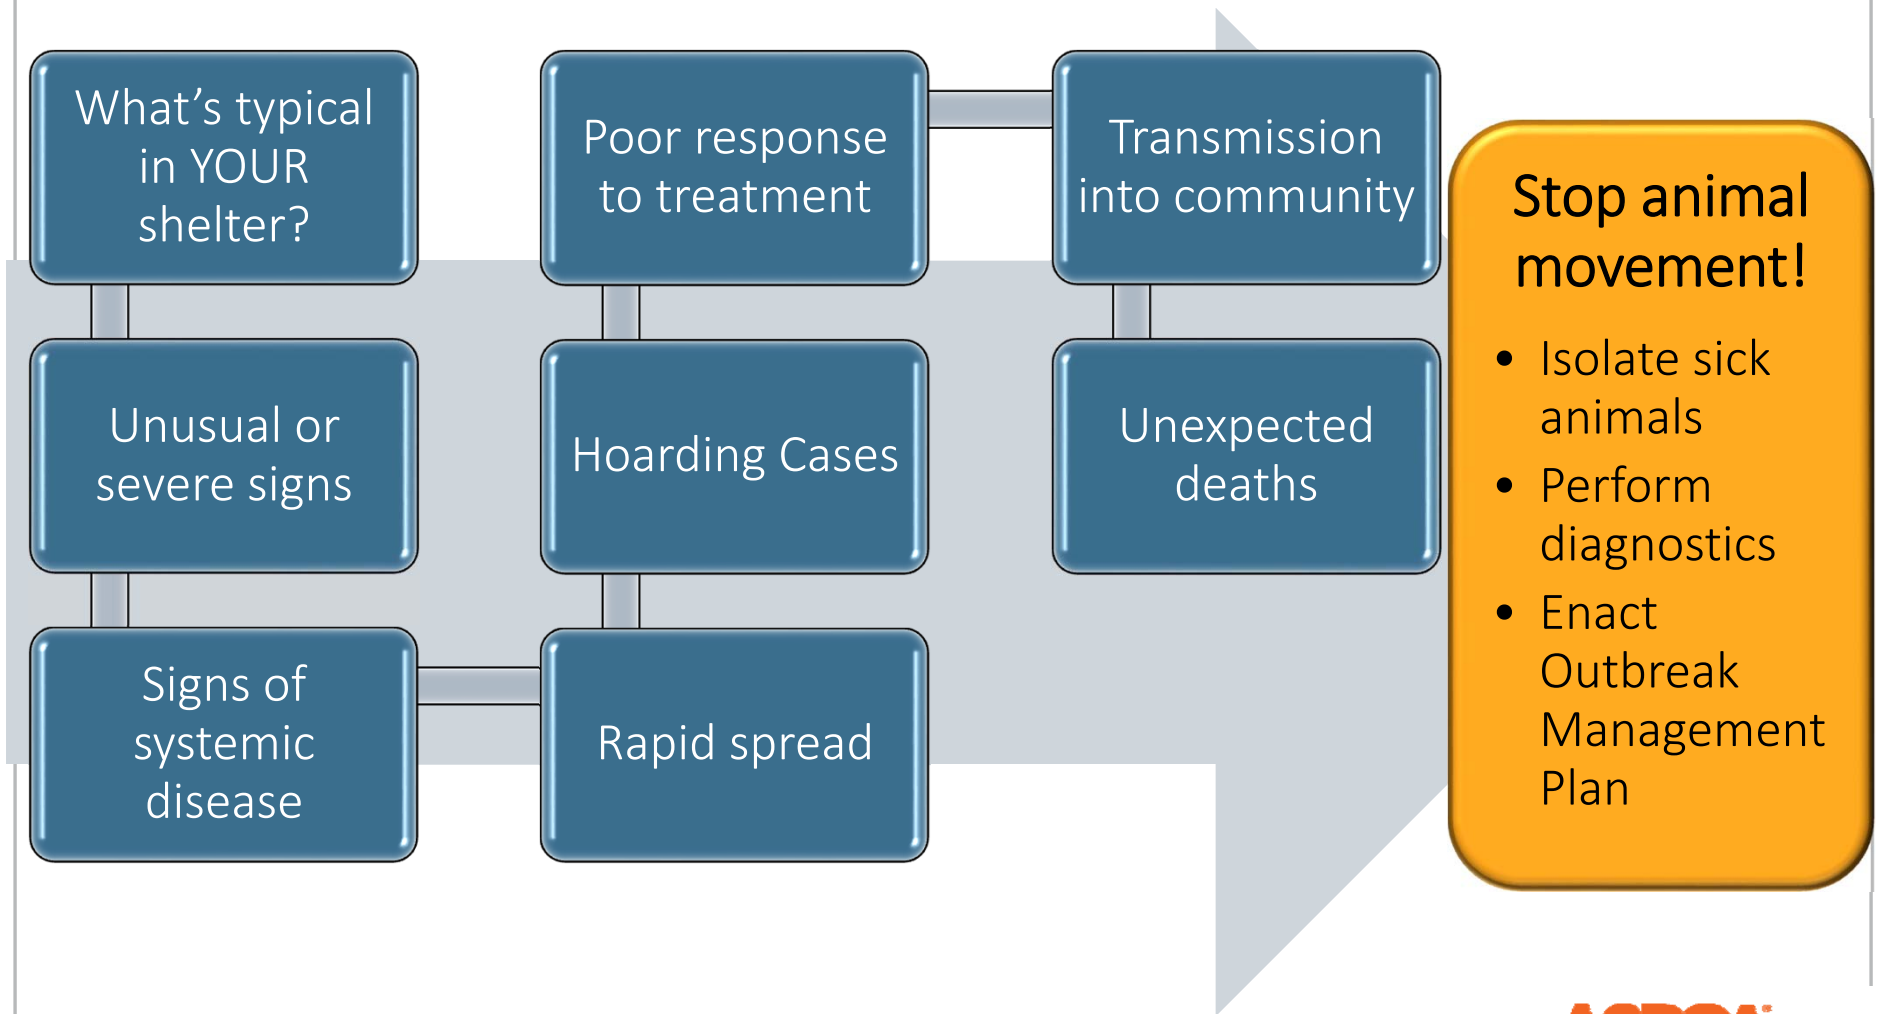 What’s typical
in YOUR
shelter?
Unusual or
severe signs
Signs of
systemic
disease
Rapid spread
Hoarding Cases
Poor response
to treatment
Transmission
into community
Unexpected
deaths
Stop animal
movement!
• Isolate sick
animals
• Perform
diagnostics
• Enact
Outbreak
Management
Plan